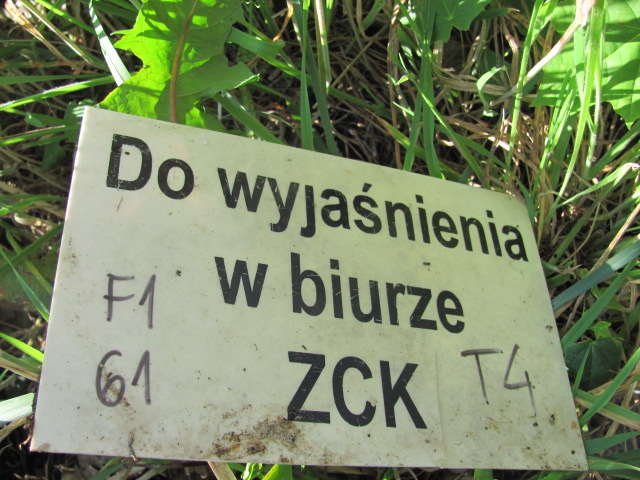 Do wyjaśnienia
w biurze
F1
61
ZCK
T4